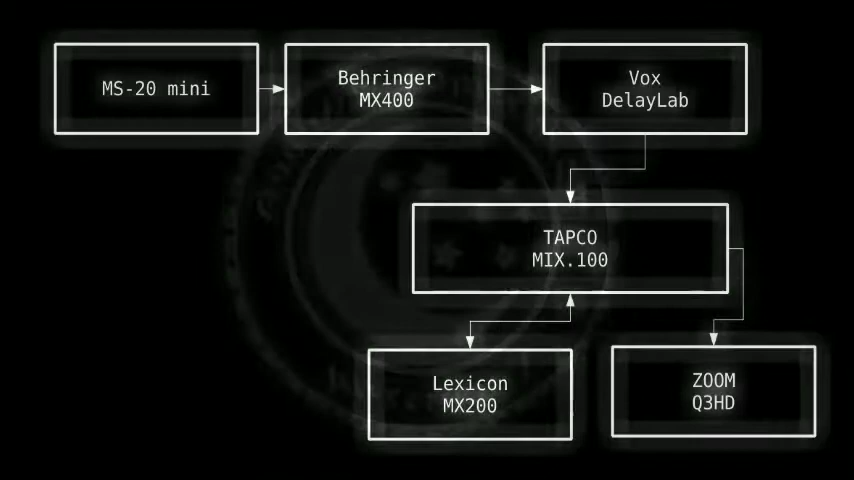 MS-20 mini
Behringer
MX400
Vox
DelayLab
TAPCO
MIX.100
Lexicon
MX200
ZOOM
Q3HD